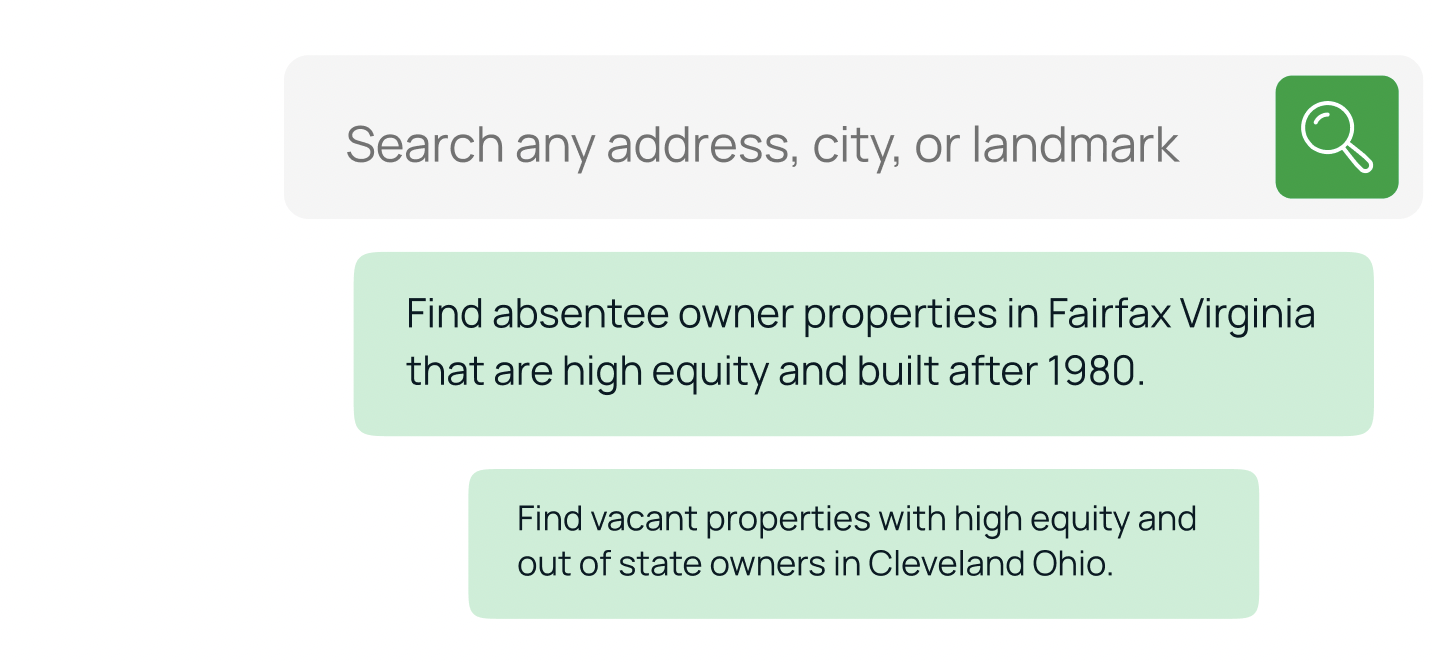 Search any address, city, or landmark
Find absentee owner properties in Fairfax Virginia
that are high equity and built after 1980.
Find vacant properties with high equity and
out of state owners in Cleveland Ohio.